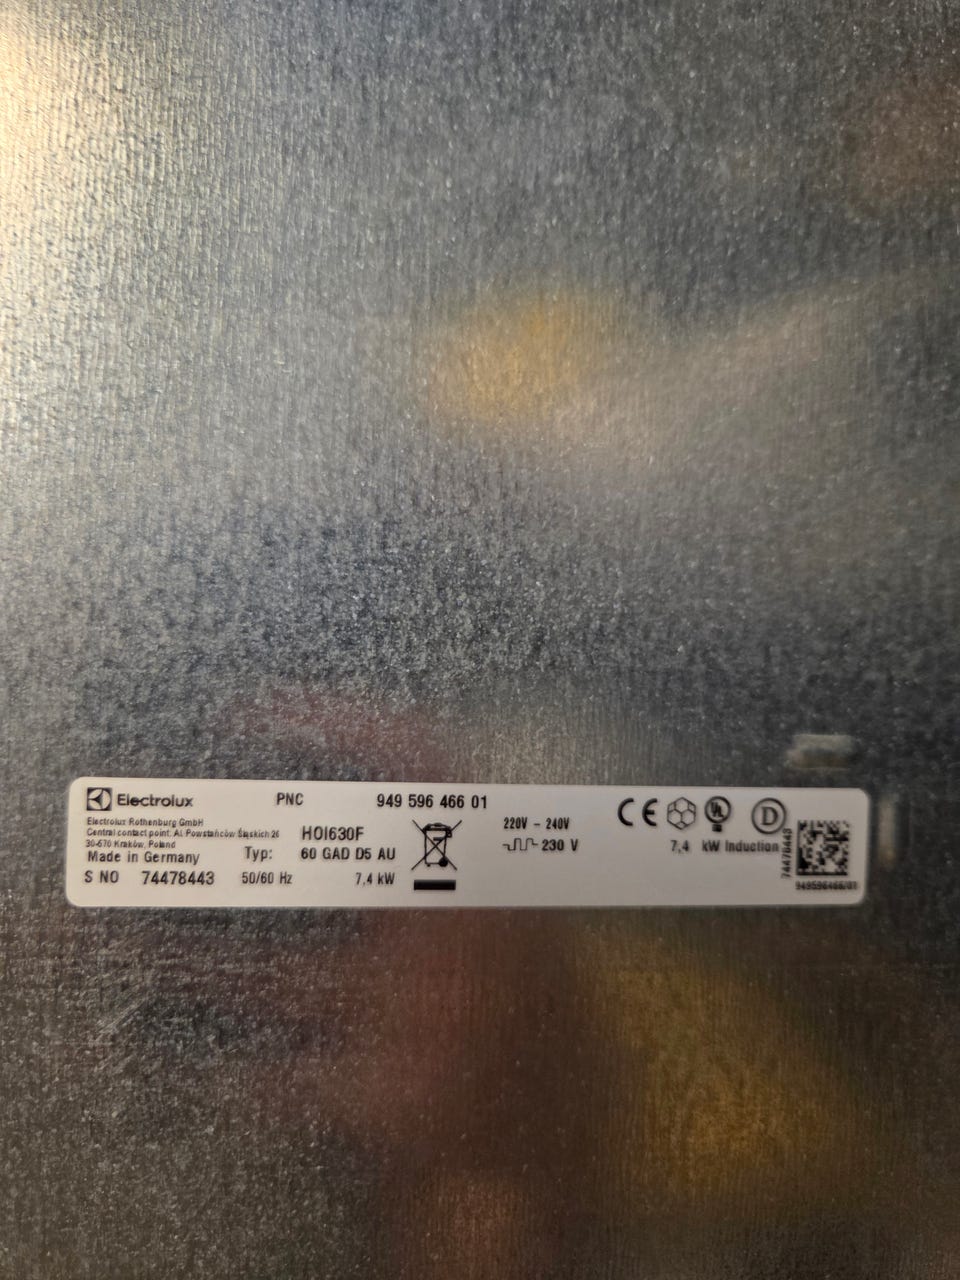 Electrolux PNC 949 596 466 01
Electrolux Rothenburg GmbH
Central contact point: Al. Powstańców Śląskich 26
30-570 Kraków, Poland
Made in Germany
S NO 74478443
HOI630F
Typ: 60 GAD D5 AU
50/60 Hz 7,4 kW
220V - 240V
230 V
CE
UL
D
7,4 kW Induction
74478443
949596466/01